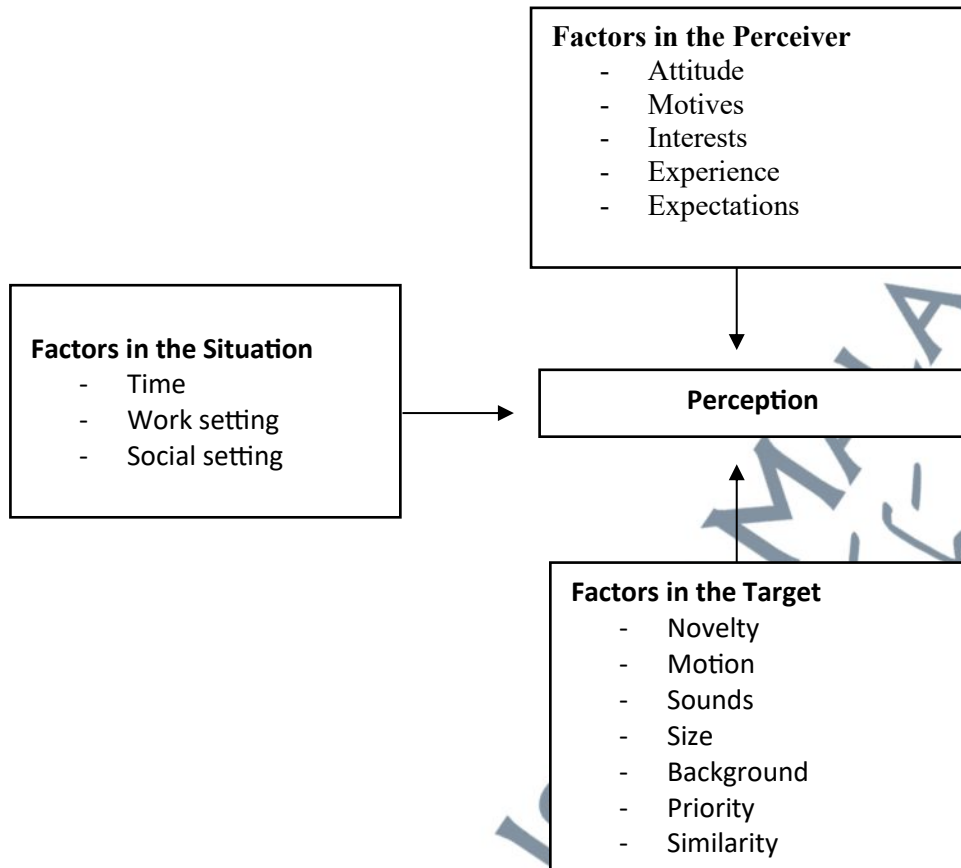 Factors in the Perceiver
- Attitude
- Motives
- Interests
- Experience
- Expectations
Factors in the Situation
- Time
- Work setting
- Social setting
Perception
Factors in the Target
- Novelty
- Motion
- Sounds
- Size
- Background
- Priority
- Similarity